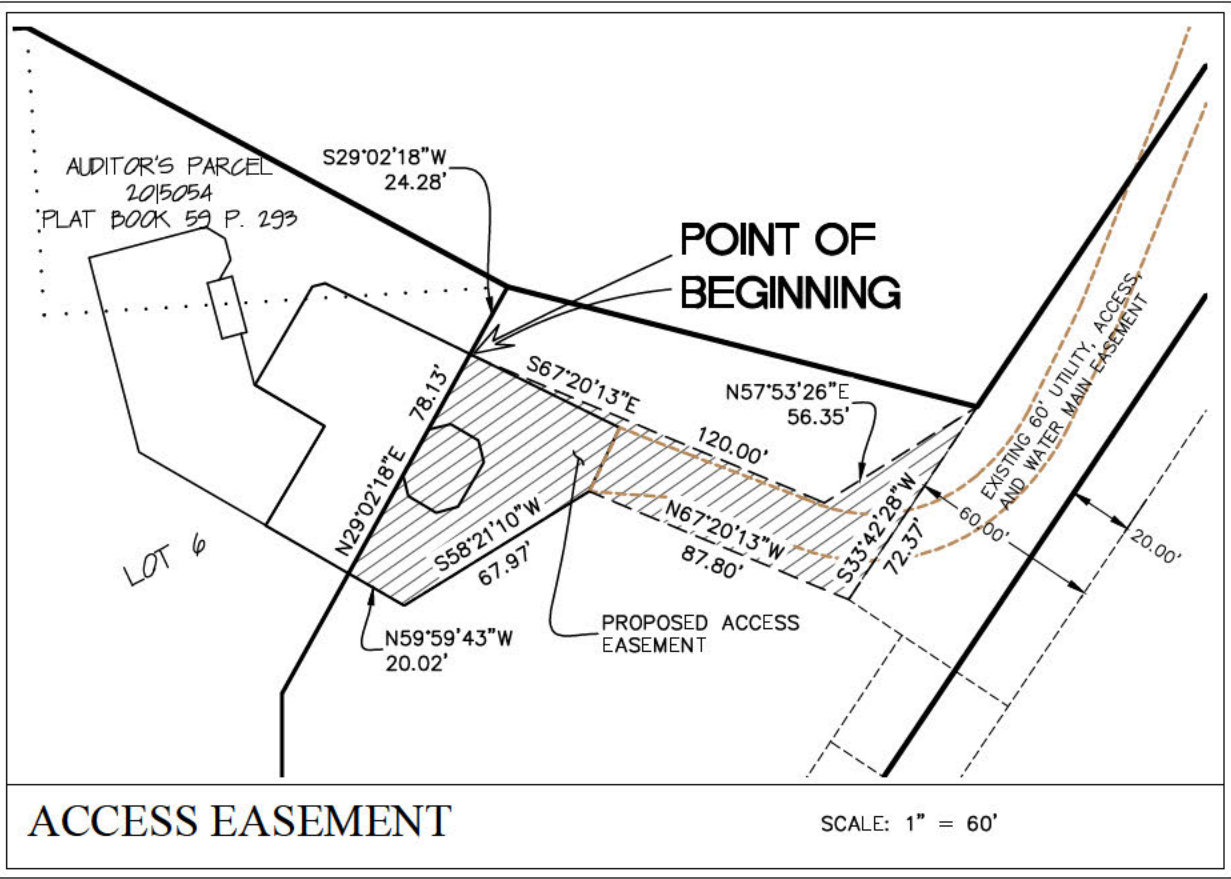 AUDITOR'S PARCEL
2015054
PLAT BOOK 59 P. 293
S29°02'18"W
24.28'
POINT OF
BEGINNING
S67°20'13"E
120.00'
N57°53'26"E
56.35'
EXISTING 60' UTILITY, ACCESS,
AND WATER MAIN EASEMENT
78.13'
N29°02'18"E
S58°21'10"W
67.97'
N67°20'13"W
87.80'
S33°42'28"W
72.37'
60.00'
20.00'
LOT 6
N59°59'43"W
20.02'
PROPOSED ACCESS
EASEMENT
ACCESS EASEMENT
SCALE: 1" = 60'